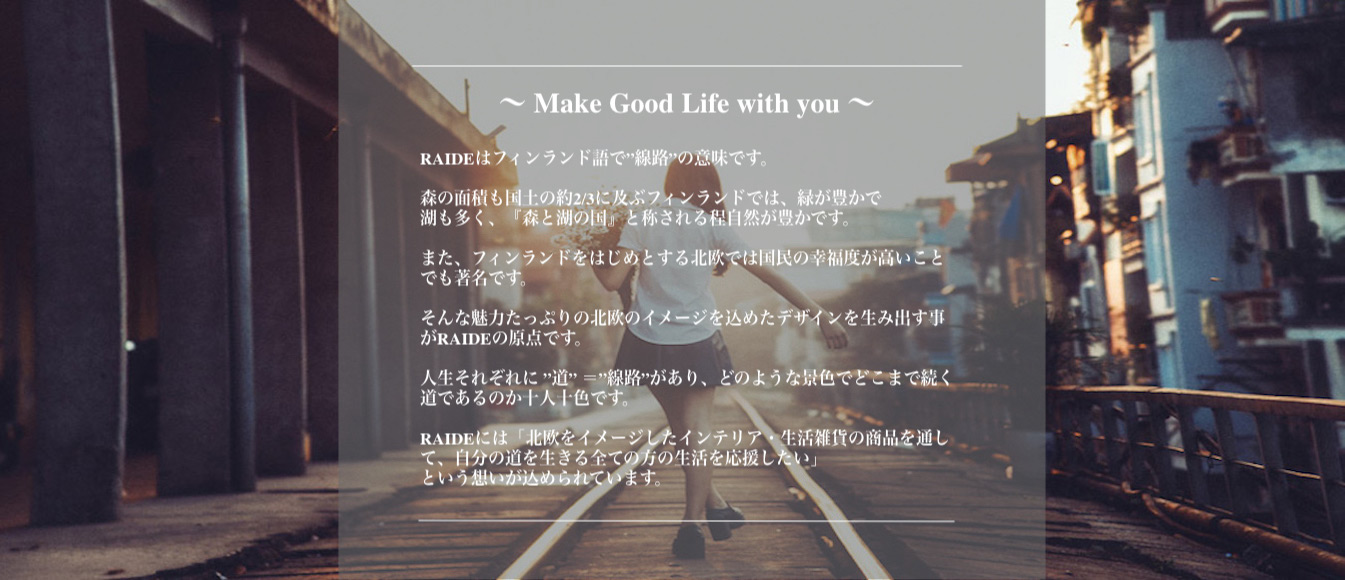 ～ Make Good Life with you ～
RAIDEはフィンランド語で”線路”の意味です。
森の面積も国土の約2/3に及ぶフィンランドでは、緑が豊かで
湖も多く、『森と湖の国』と称される程自然が豊かです。
また、フィンランドをはじめとする北欧では国民の幸福度が高いこと
でも著名です。
そんな魅力たっぷりの北欧のイメージを込めたデザインを生み出す事
がRAIDEの原点です。
人生それぞれに ”道” ＝”線路”があり、どのような景色でどこまで続く
道であるのか十人十色です。
RAIDEには「北欧をイメージしたインテリア・生活雑貨の商品を通し
て、自分の道を生きる全ての方の生活を応援したい」
という想いが込められています。